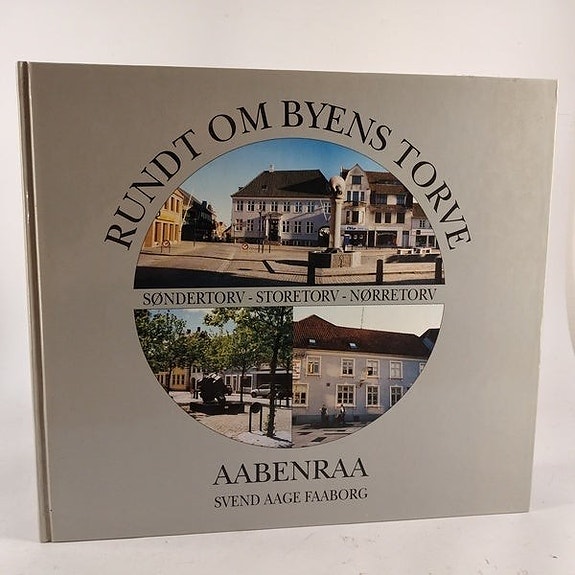 RUNDT OM BYENS TORVE
SØNDERTORV - STORETORV - NØRRETORV
AABENRAA
SVEND AAGE FAABORG